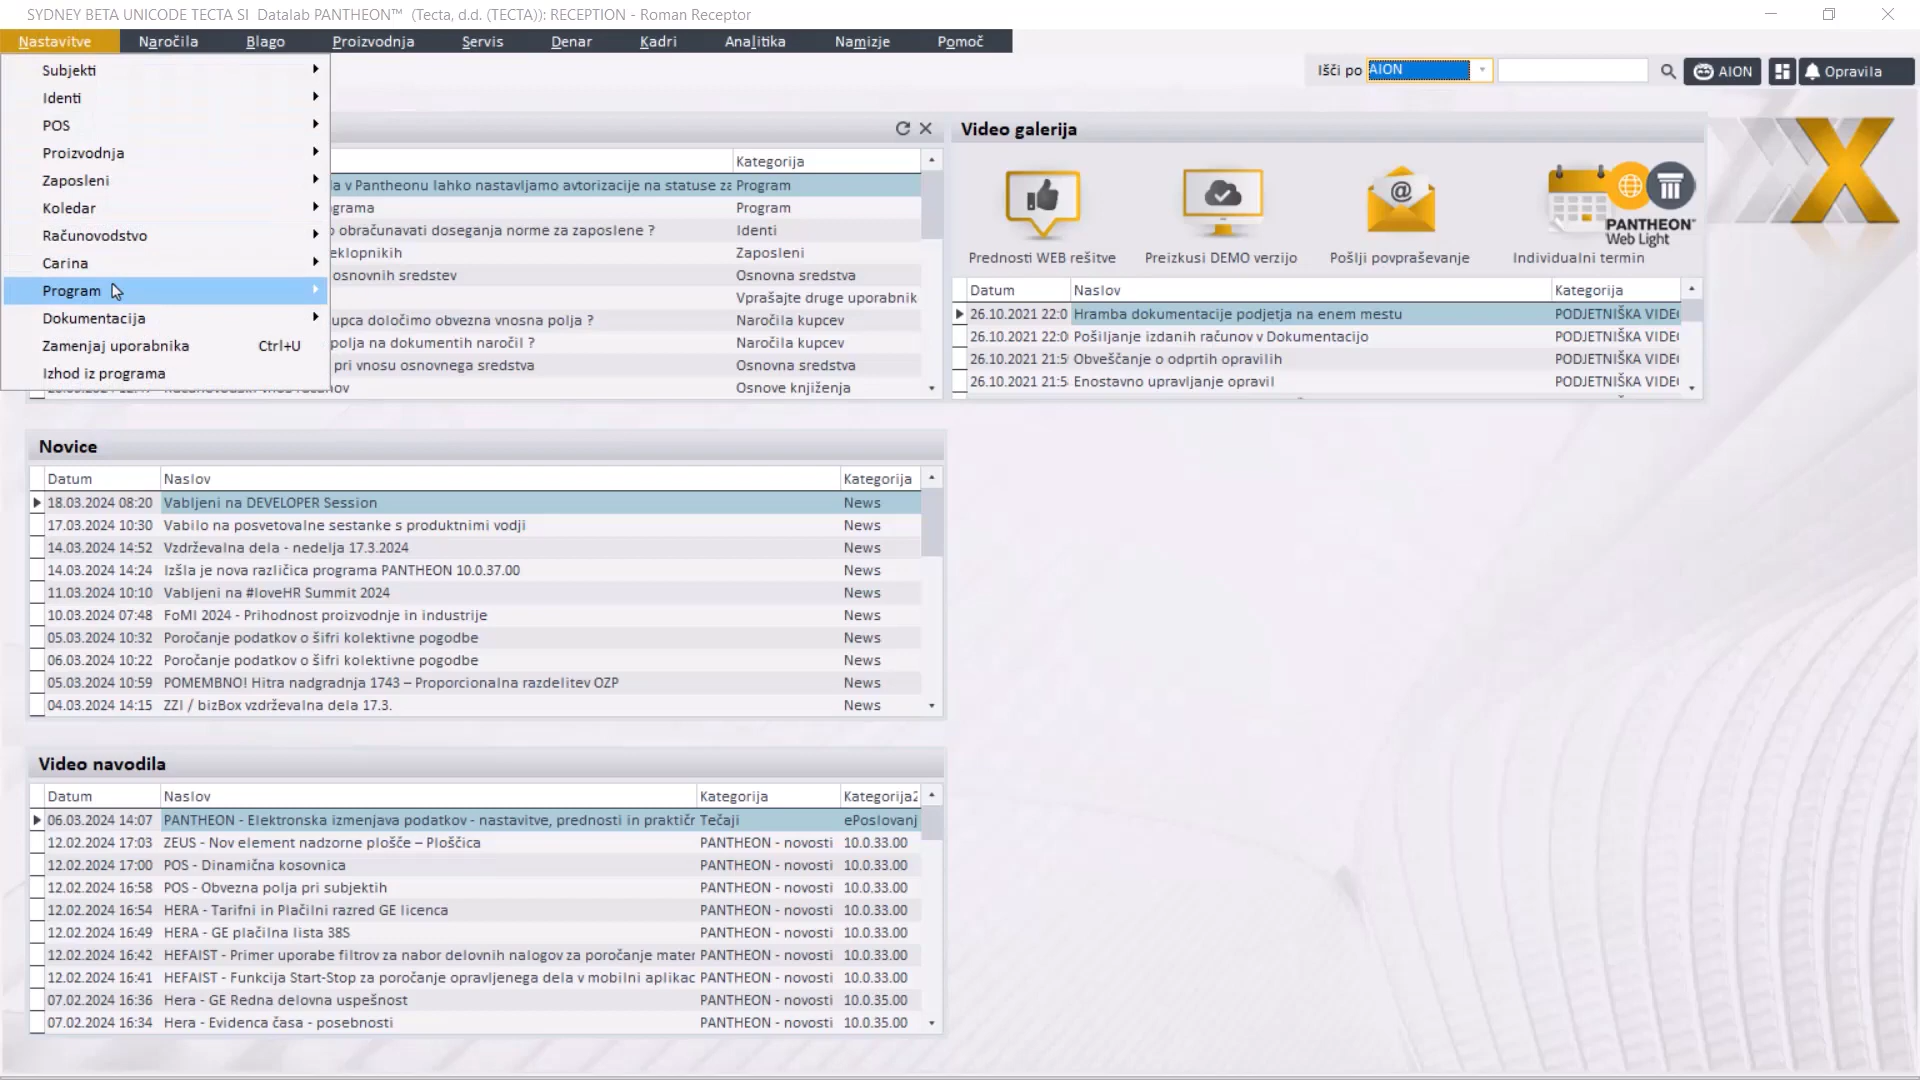 SYDNEY BETA UNICODE TECTA SI  Datalab PANTHEON™  (Tecta, d.d. (TECTA)): RECEPTION - Roman Receptor
Nastavitve Naročila Blago Proizvodnja Servis Denar Kadri Analitika Namizje Pomoč
Išči po AION AION Opravila
Subjekti
Identi
POS
Proizvodnja
Zaposleni
Koledar
Računovodstvo
Carina
Program
Dokumentacija
Zamenjaj uporabnika Ctrl+U
Izhod iz programa
Kategorija
v Pantheonu lahko nastavljamo avtorizacije na statuse Program
Program
obračunavati doseganja norme za zaposlene ? Identi
Zaposleni
osnovnih sredstev Osnovna sredstva
Vprašajte druge uporabnik
določimo obvezna vnosna polja ? Naročila kupcev
polja na dokumentih naročil ? Naročila kupcev
pri vnosu osnovnega sredstva Osnovna sredstva
Osnove knjiženja
Video galerija
Prednosti WEB rešitve Preizkusi DEMO verzijo Pošlji povpraševanje Individualni termin
PANTHEON™
Web Light
Datum Naslov Kategorija
26.10.2021 22:0 Hramba dokumentacije podjetja na enem mestu PODJETNIŠKA VIDE
26.10.2021 22:0 Pošiljanje izdanih računov v Dokumentacijo PODJETNIŠKA VIDE
26.10.2021 21:5 Obveščanje o odprtih opravilih PODJETNIŠKA VIDE
26.10.2021 21:5 Enostavno upravljanje opravil PODJETNIŠKA VIDE
Novice
Datum Naslov Kategorija
18.03.2024 08:20 Vabljeni na DEVELOPER Session News
17.03.2024 10:30 Vabilo na posvetovalne sestanke s produktnimi vodji News
14.03.2024 14:52 Vzdrževalna dela - nedelja 17.3.2024 News
14.03.2024 14:24 Izšla je nova različica programa PANTHEON 10.0.37.00 News
11.03.2024 10:10 Vabljeni na #loveHR Summit 2024 News
10.03.2024 07:48 FoMI 2024 - Prihodnost proizvodnje in industrije News
05.03.2024 10:32 Poročanje podatkov o šifri kolektivne pogodbe News
06.03.2024 10:22 Poročanje podatkov o šifri kolektivne pogodbe News
05.03.2024 10:59 POMEMBNO! Hitra nadgradnja 1743 – Proporcionalna razdelitev OZP News
04.03.2024 14:15 ZZI / bizBox vzdrževalna dela 17.3. News
Video navodila
Datum Naslov Kategorija Kategorija2
06.03.2024 14:07 PANTHEON - Elektronska izmenjava podatkov - nastavitve, prednosti in praktičr Tečaji ePoslovanj
12.02.2024 17:03 ZEUS - Nov element nadzorne plošče – Ploščica PANTHEON - novosti 10.0.33.00
12.02.2024 17:00 POS - Dinamična kosovnica PANTHEON - novosti 10.0.33.00
12.02.2024 16:58 POS - Obvezna polja pri subjektih PANTHEON - novosti 10.0.33.00
12.02.2024 16:54 HERA - Tarifni in Plačilni razred GE licenca PANTHEON - novosti 10.0.33.00
12.02.2024 16:49 HERA - GE plačilna lista 38S PANTHEON - novosti 10.0.33.00
12.02.2024 16:42 HEFAIST - Primer uporabe filtrov za nabor delovnih nalogov za poročanje mater PANTHEON - novosti 10.0.33.00
12.02.2024 16:41 HEFAIST - Funkcija Start-Stop za poročanje opravljenega dela v mobilni aplikac PANTHEON - novosti 10.0.33.00
07.02.2024 16:36 Hera - GE Redna delovna uspešnost PANTHEON - novosti 10.0.35.00
07.02.2024 16:34 Hera - Evidenca časa - posebnosti PANTHEON - novosti 10.0.35.00